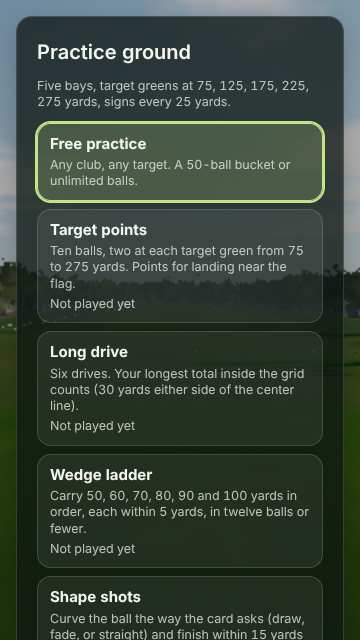 Practice ground
Five bays, target greens at 75, 125, 175, 225,
275 yards, signs every 25 yards.
Free practice
Any club, any target. A 50-ball bucket or
unlimited balls.
Target points
Ten balls, two at each target green from 75
to 275 yards. Points for landing near the
flag.
Not played yet
Long drive
Six drives. Your longest total inside the grid
counts (30 yards either side of the center
line).
Not played yet
Wedge ladder
Carry 50, 60, 70, 80, 90 and 100 yards in
order, each within 5 yards, in twelve balls or
fewer.
Not played yet
Shape shots
Curve the ball the way the card asks (draw,
fade, or straight) and finish within 15 yards